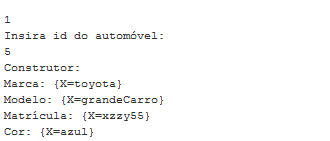 1
Insira id do automóvel:
5
Construtor:
Marca: {X=toyota}
Modelo: {X=grandeCarro}
Matrícula: {X=xzzy55}
Cor: {X=azul}